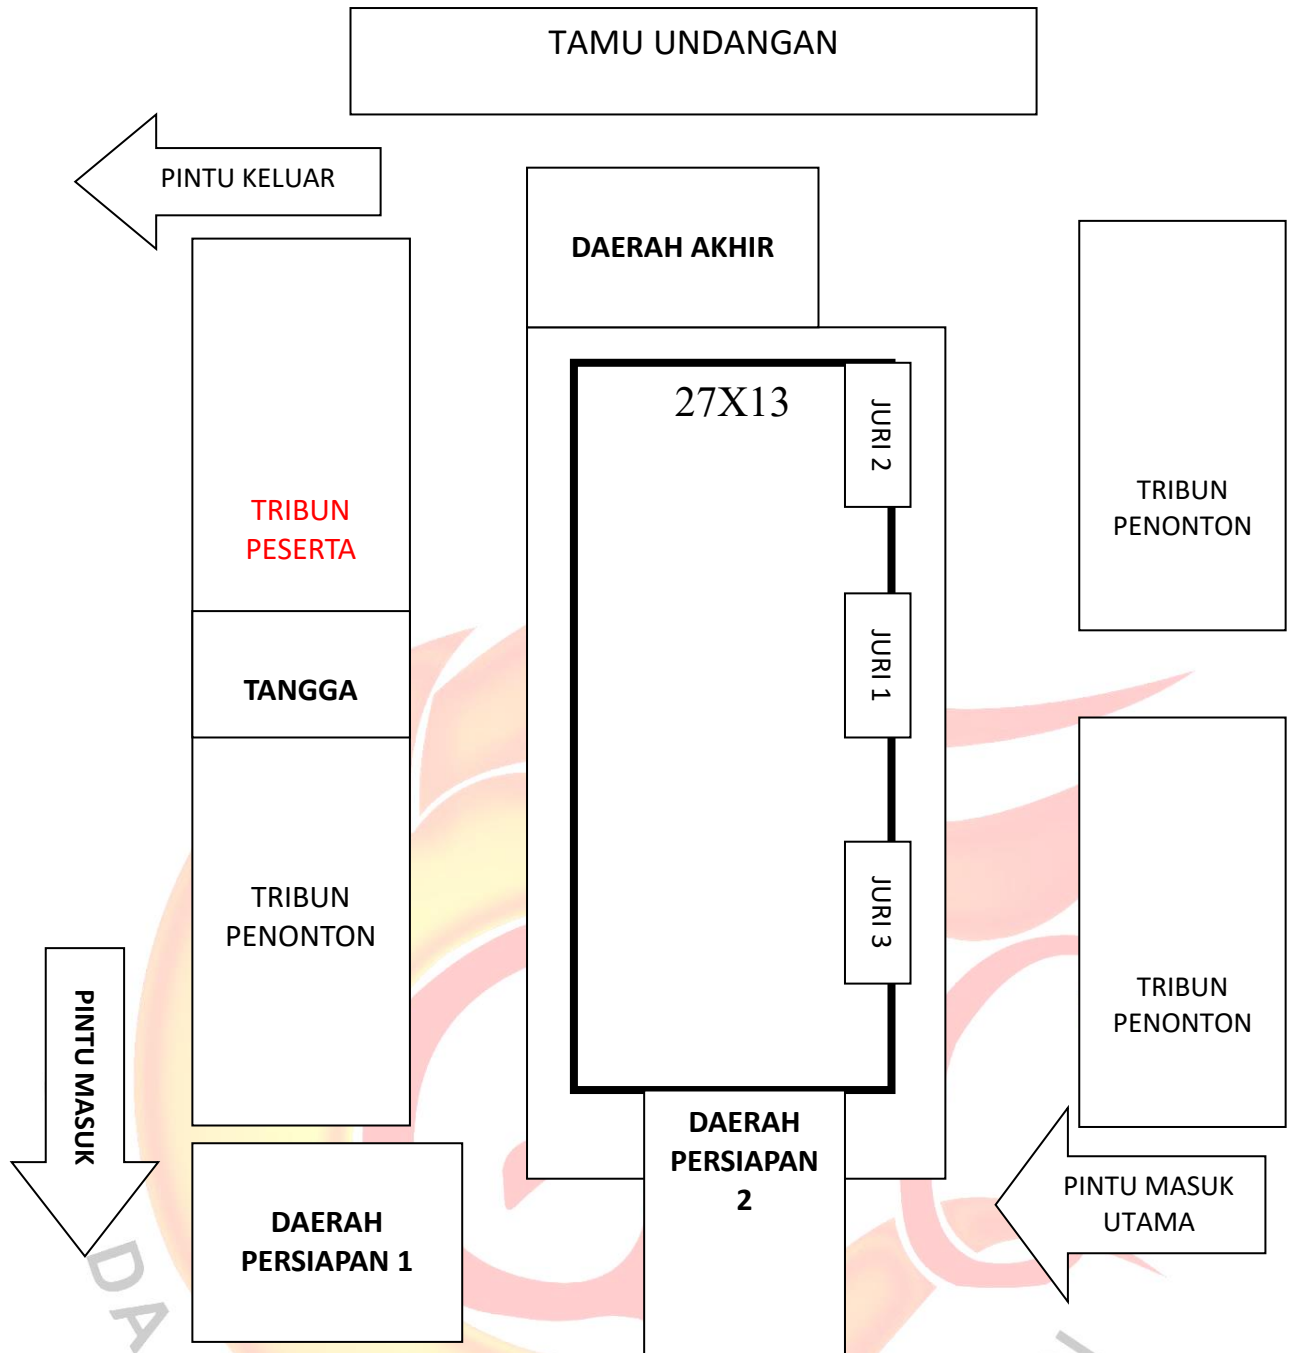 TAMU UNDANGAN
PINTU KELUAR
DAERAH AKHIR
27X13
JURI 2
TRIBUN
PESERTA
TRIBUN
PENONTON
JURI 1
TANGGA
TRIBUN
PENONTON
JURI 3
TRIBUN
PENONTON
PINTU MASUK
DAERAH
PERSIAPAN
2
PINTU MASUK
UTAMA
DAERAH
PERSIAPAN 1
DA